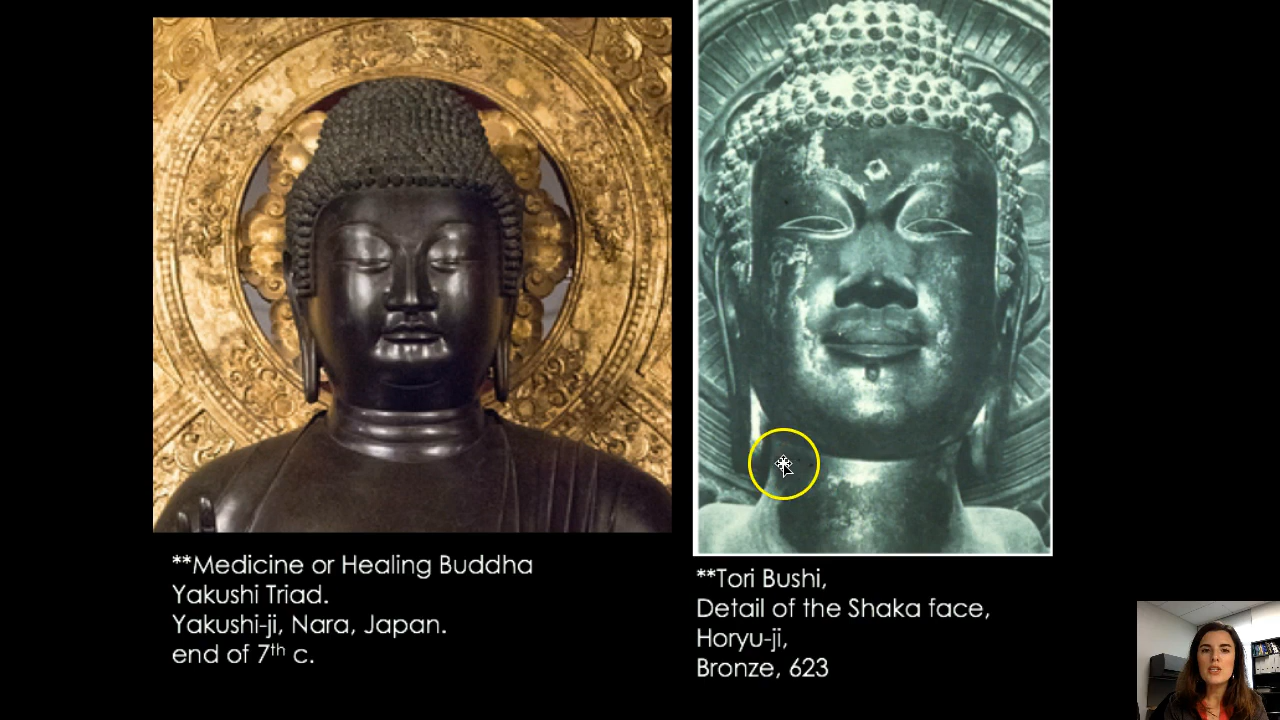 **Medicine or Healing Buddha
Yakushi Triad.
Yakushi-ji, Nara, Japan.
end of 7th c.
**Tori Bushi,
Detail of the Shaka face,
Horyu-ji,
Bronze, 623